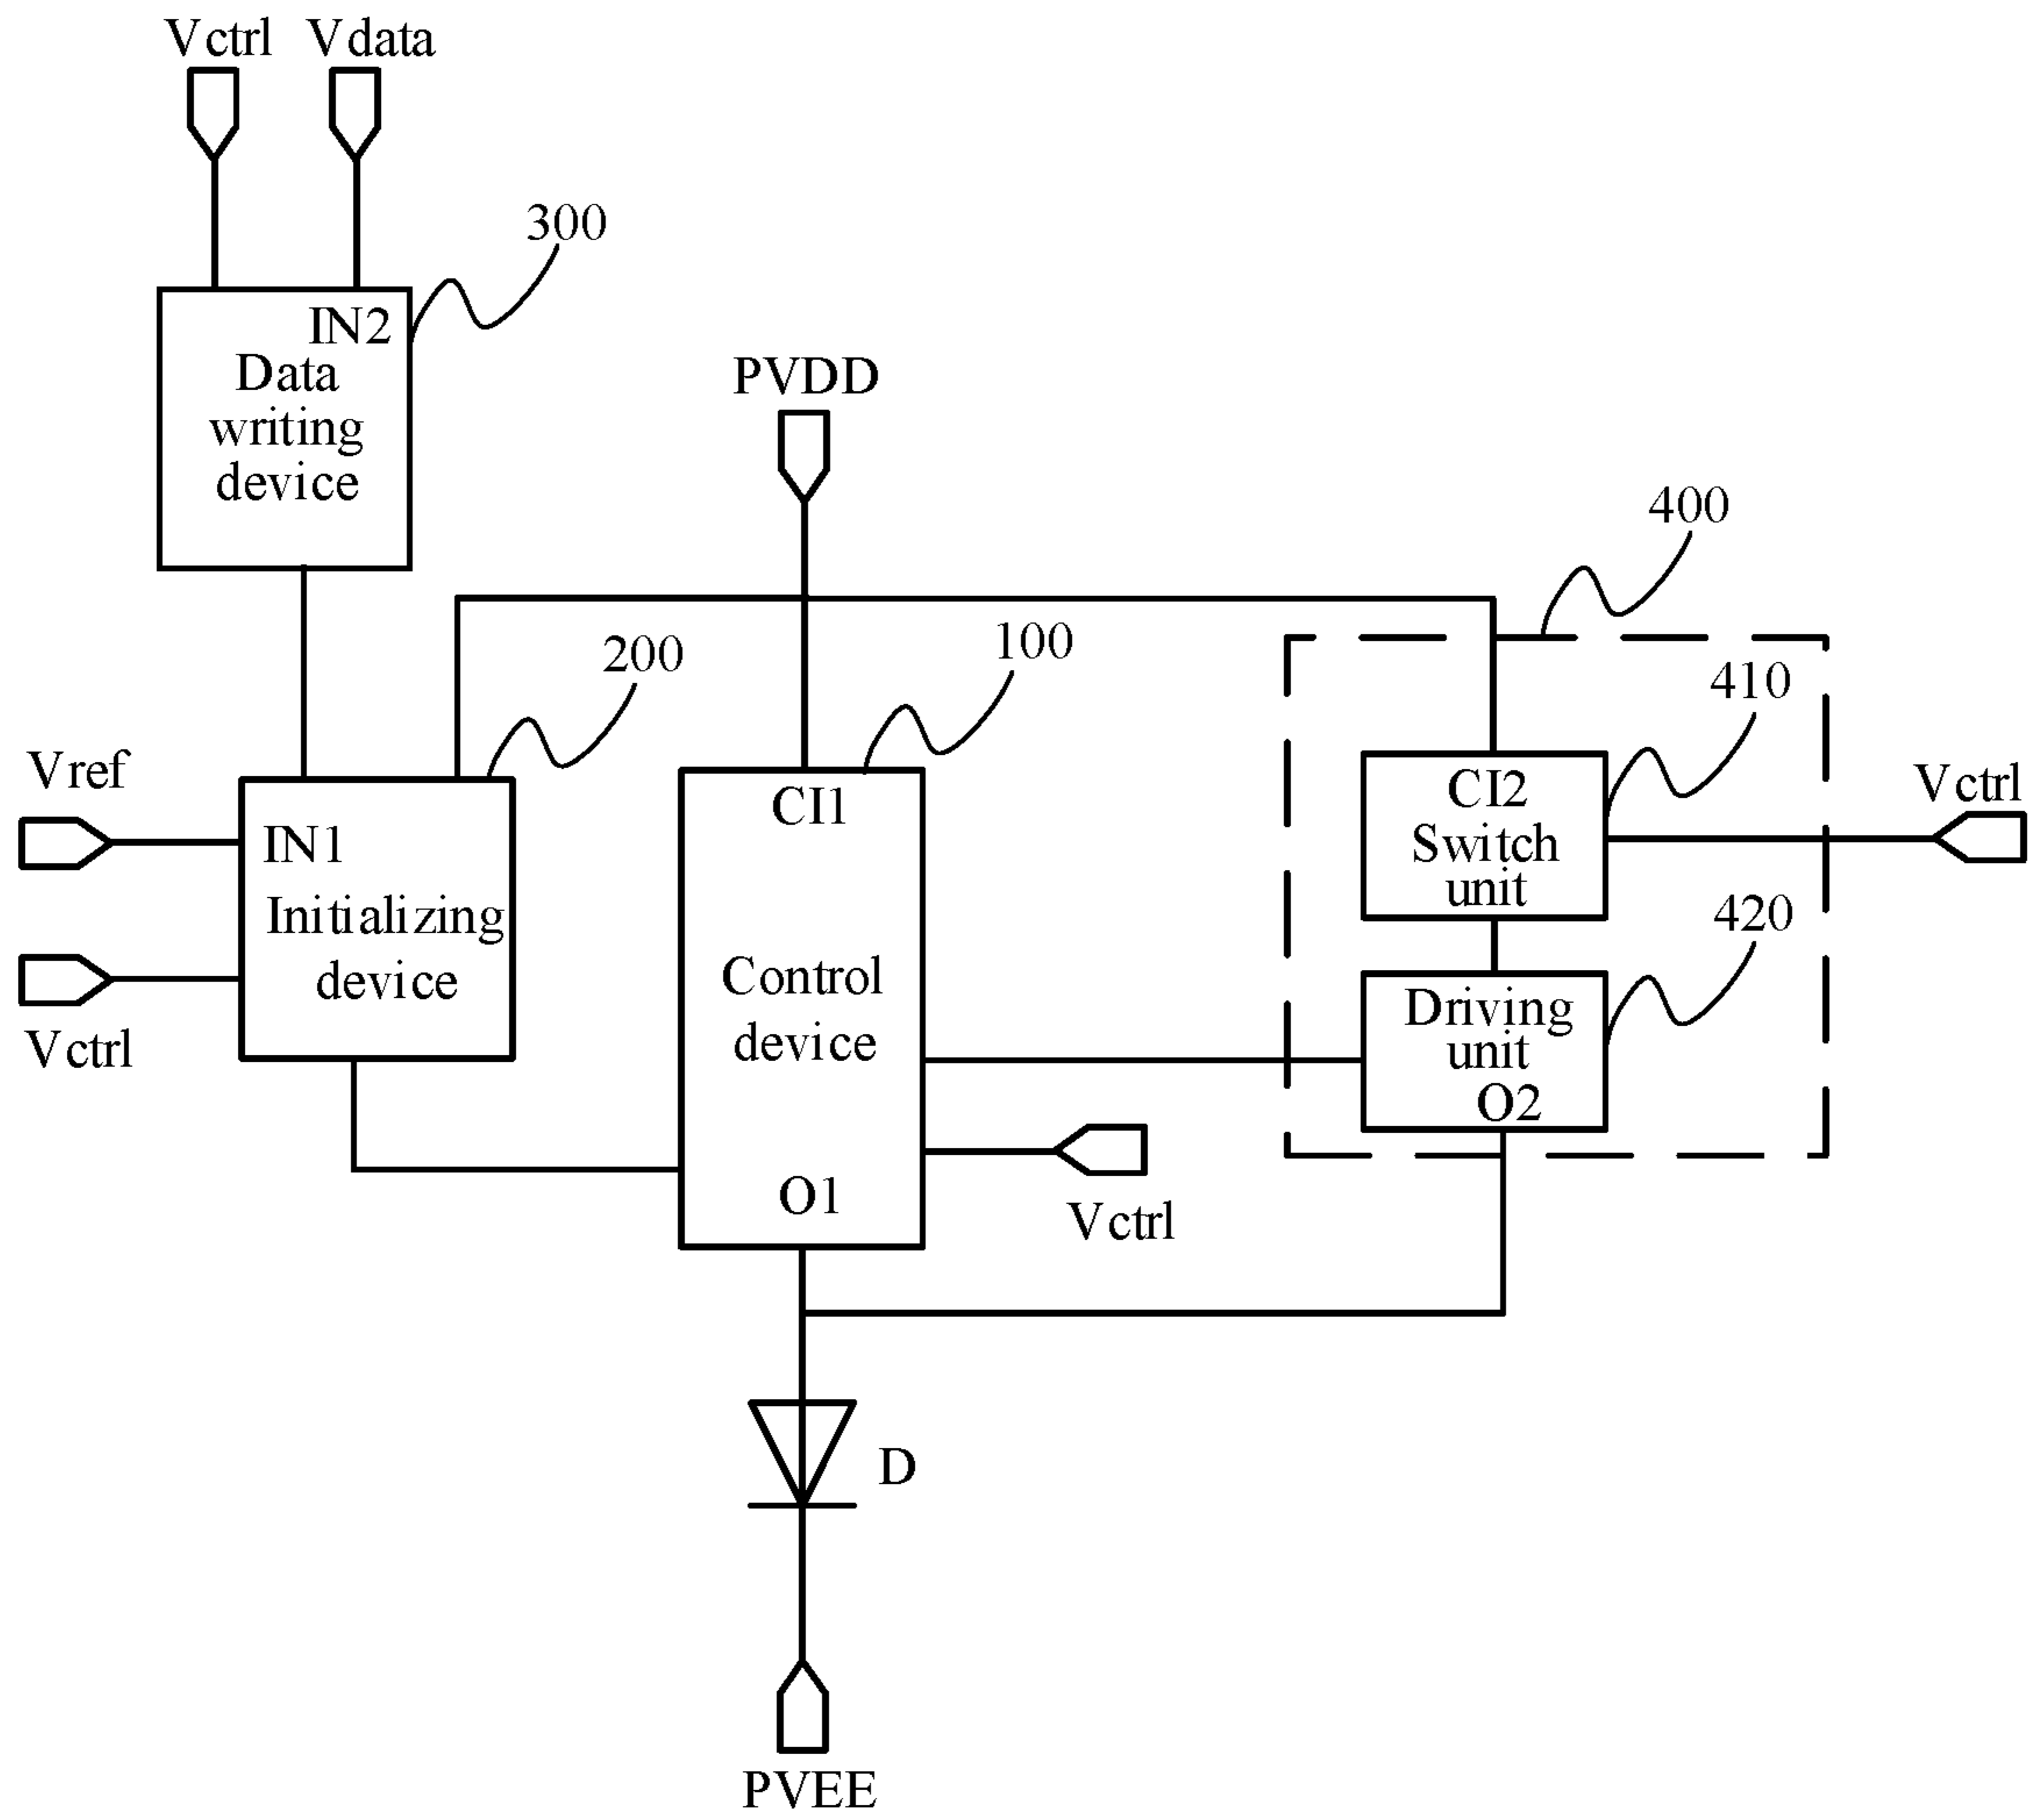 Vctrl Vdata
300
IN2
Data
writing
device
PVDD
400
200
100
410
Vref
CI1
CI2
Switch
unit
Vctrl
IN1
Initializing
device
420
Control
device
Driving
unit
O2
Vctrl
O1
Vctrl
D
PVEE